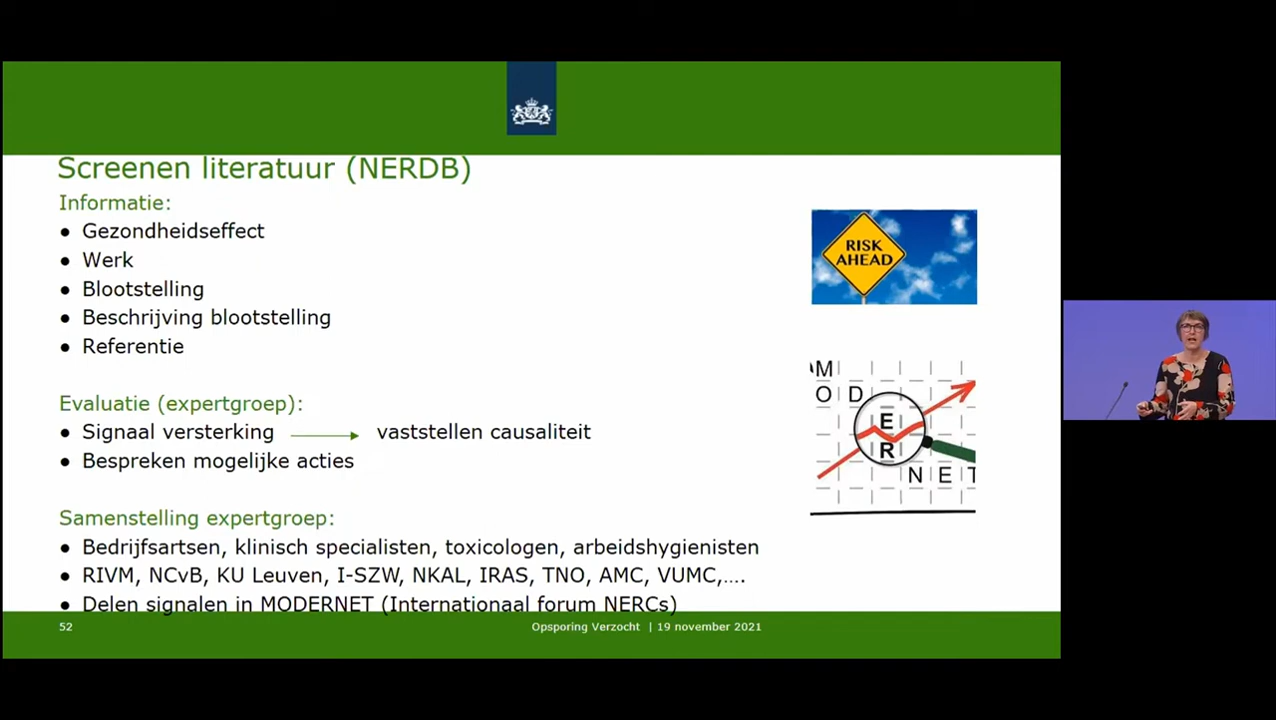 Screenen literatuur (NERDB)
Informatie:
● Gezondheidseffect
● Werk
● Blootstelling
● Beschrijving blootstelling
● Referentie
Evaluatie (expertgroep):
● Signaal versterking → vaststellen causaliteit
● Bespreken mogelijke acties
Samenstelling expertgroep:
● Bedrijfsartsen, klinisch specialisten, toxicologen, arbeidshygienisten
● RIVM, NCvB, KU Leuven, I-SZW, NKAL, IRAS, TNO, AMC, VUMC,….
● Delen signalen in MODERNET (Internationaal forum NERCs)
RISK
AHEAD
M
O D E
R
N E T
52
Opsporing Verzocht | 19 november 2021